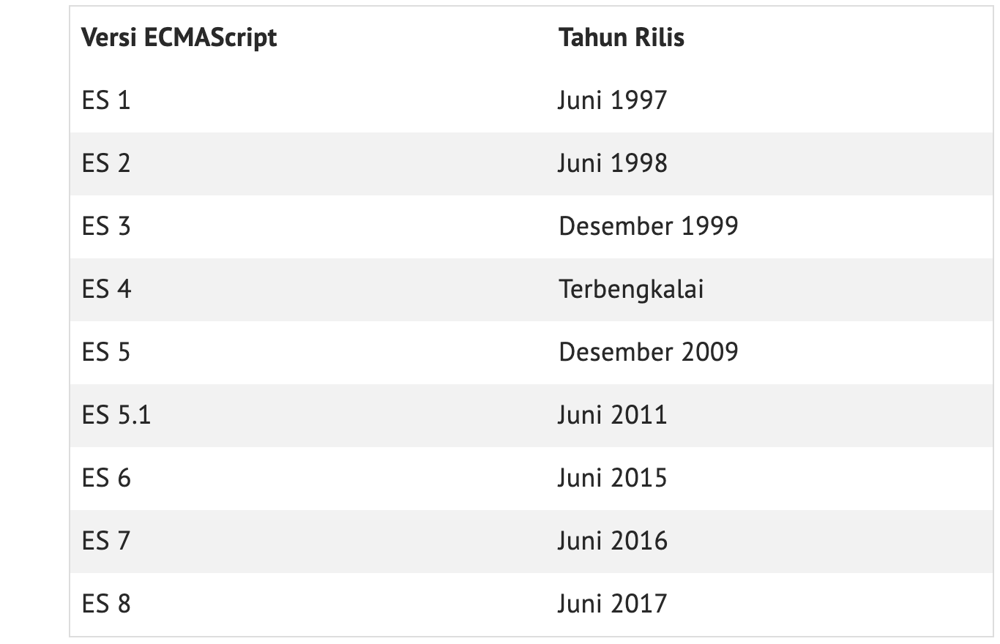 Versi ECMAScript Tahun Rilis
ES 1 Juni 1997
ES 2 Juni 1998
ES 3 Desember 1999
ES 4 Terbengkalai
ES 5 Desember 2009
ES 5.1 Juni 2011
ES 6 Juni 2015
ES 7 Juni 2016
ES 8 Juni 2017